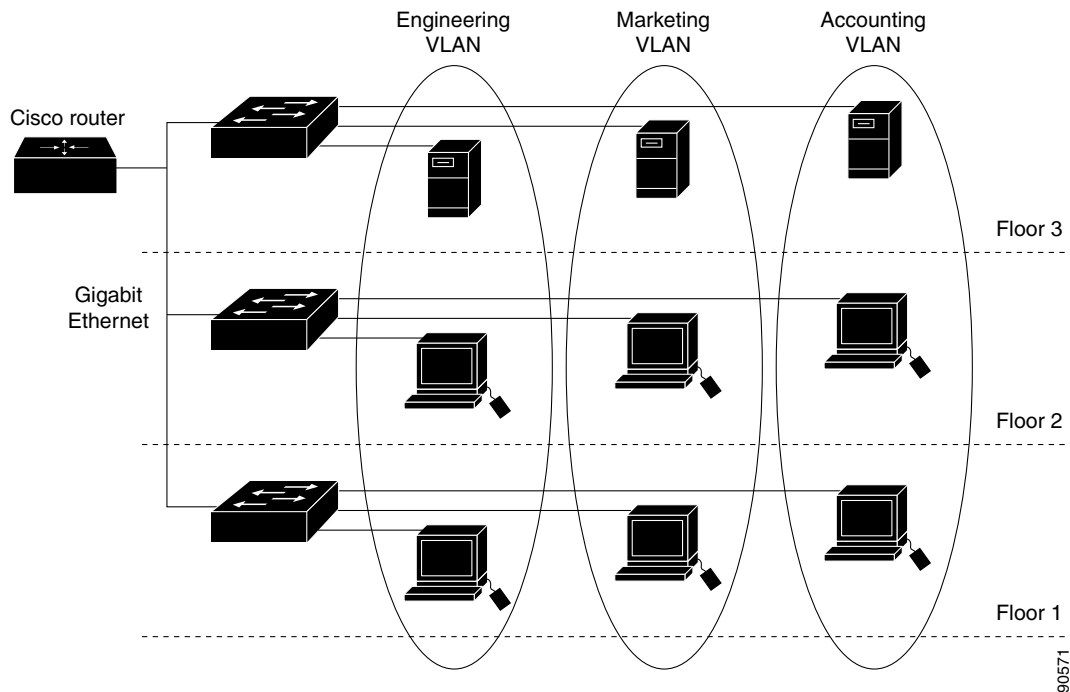 Engineering
VLAN
Marketing
VLAN
Accounting
VLAN
Cisco router
Floor 3
Gigabit
Ethernet
Floor 2
Floor 1
90571